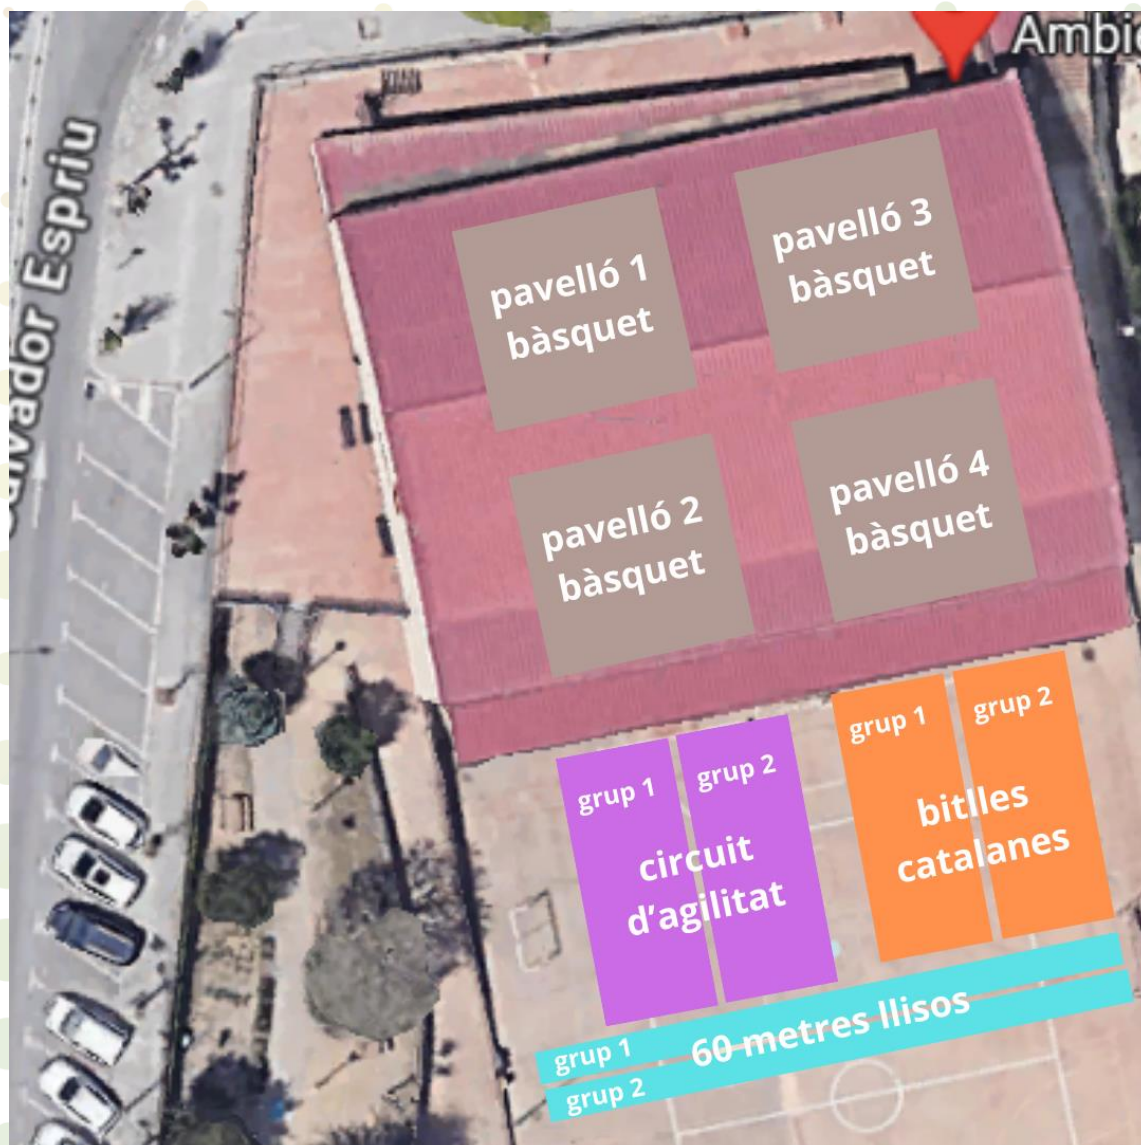 Ambie
Salvador Espriu
pavelló 1
bàsquet
pavelló 3
bàsquet
pavelló 2
bàsquet
pavelló 4
bàsquet
grup 1
grup 2
circuit
d’agilitat
grup 1
grup 2
bitlles
catalanes
grup 1
60 metres llisos
grup 2